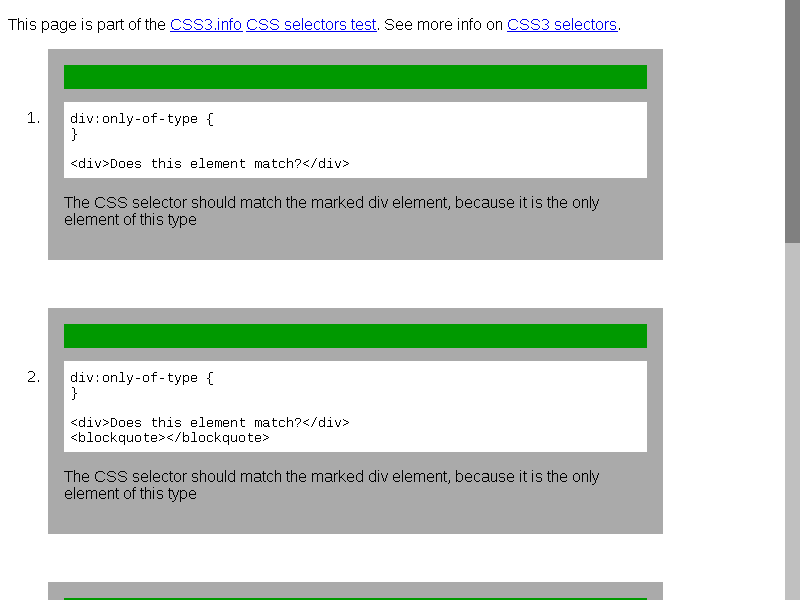 This page is part of the CSS3.info CSS selectors test. See more info on CSS3 selectors.
1.
div:only-of-type {
}
<div>Does this element match?</div>
The CSS selector should match the marked div element, because it is the only
element of this type
2.
div:only-of-type {
}
<div>Does this element match?</div>
<blockquote></blockquote>
The CSS selector should match the marked div element, because it is the only
element of this type